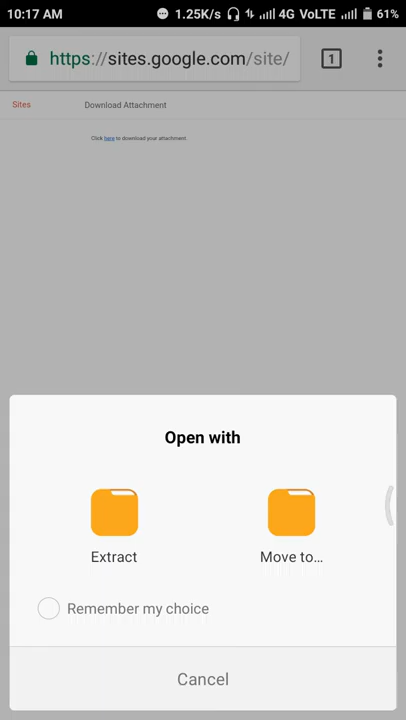 10:17 AM 1.25K/s 4G VoLTE 61%
https://sites.google.com/site/ 1
Sites Download Attachment
Click here to download your attachment.
Open with
Extract Move to...
Remember my choice
Cancel